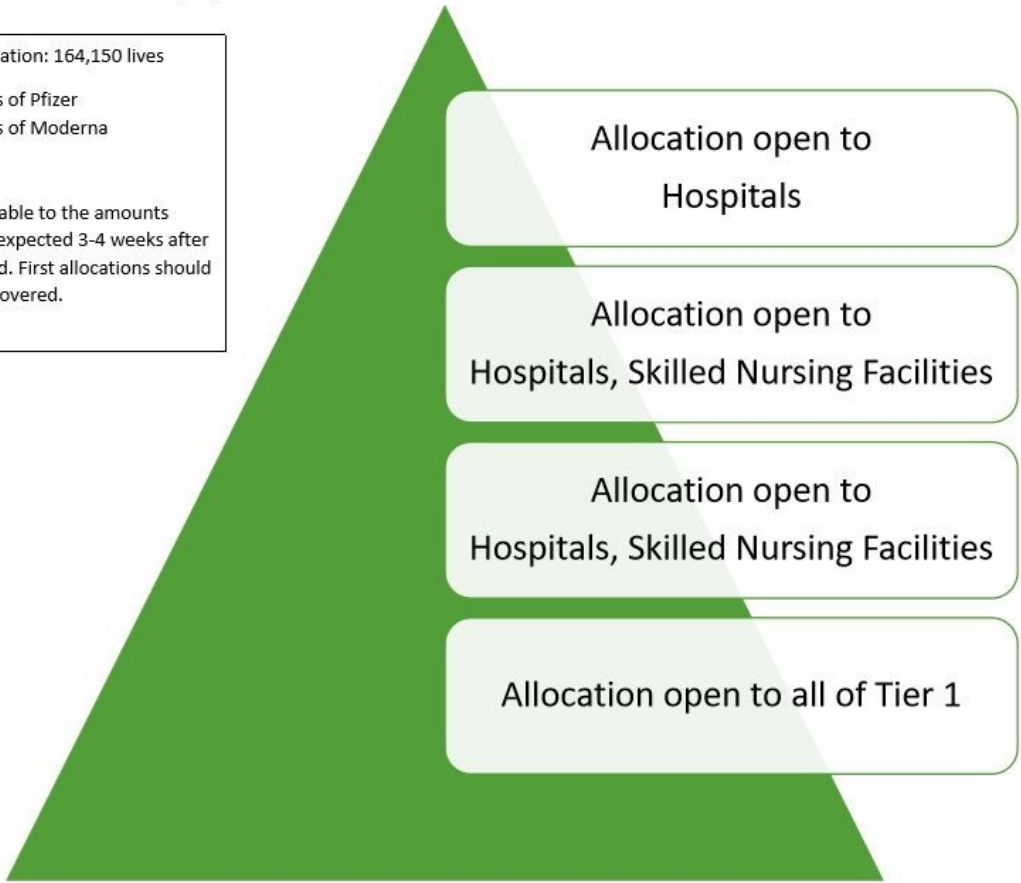 ation: 164,150 lives
s of Pfizer
s of Moderna
able to the amounts
expected 3-4 weeks after
d. First allocations should
overed.
Allocation open to
Hospitals
Allocation open to
Hospitals, Skilled Nursing Facilities
Allocation open to
Hospitals, Skilled Nursing Facilities
Allocation open to all of Tier 1